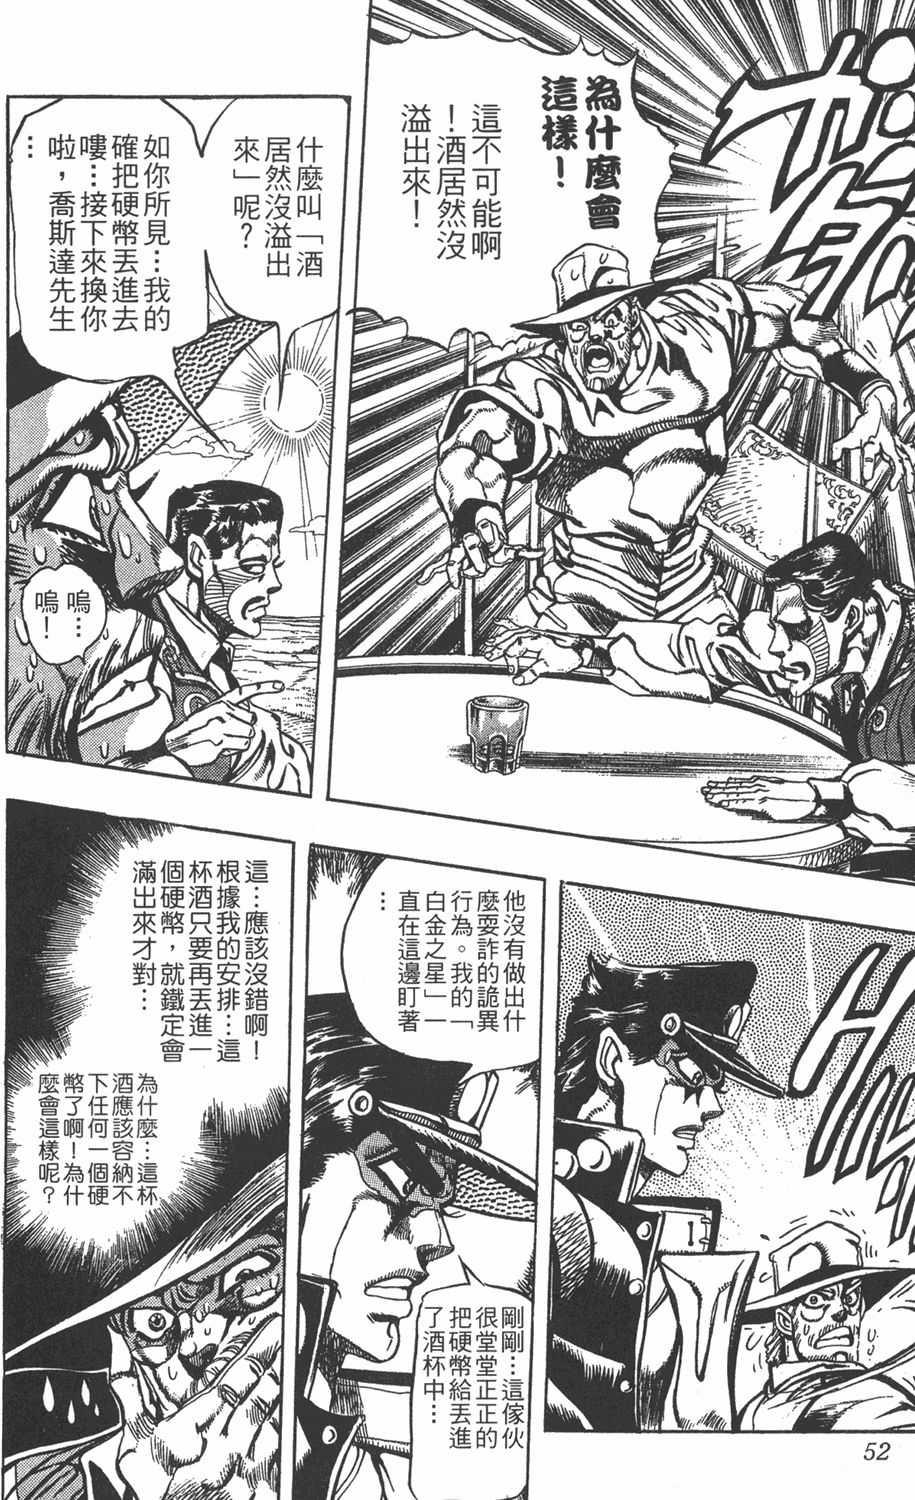 為什麼會
這樣！
這不可能啊
！酒居然沒
溢出來！
ガ
什麼叫「酒
居然沒溢出
來」呢？
如你所見…我的
確把硬幣丟進去
嘍…接下來換你
啦，喬斯達先生
…
嗚…
嗚！
他沒有做出什
麼耍詐的詭異
行為。我的「
白金之星」一
直在這邊盯著
…
剛剛…這傢伙
很堂堂正正的
把硬幣給丟進
了酒杯中…
這…應該沒錯啊！
根據我的安排…這
杯酒只要再丟進一
個硬幣，就鐵定會
滿出來才對…
為什麼…這杯
酒應該容納不
下任何一個硬
幣了啊！為什
麼會這樣呢？
52